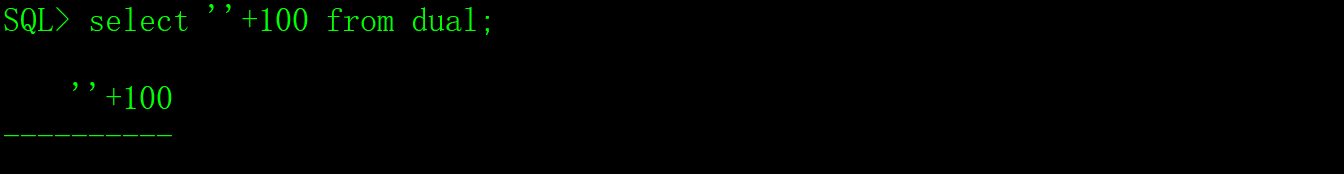 SQL> select ''+100 from dual;
''+100
----------